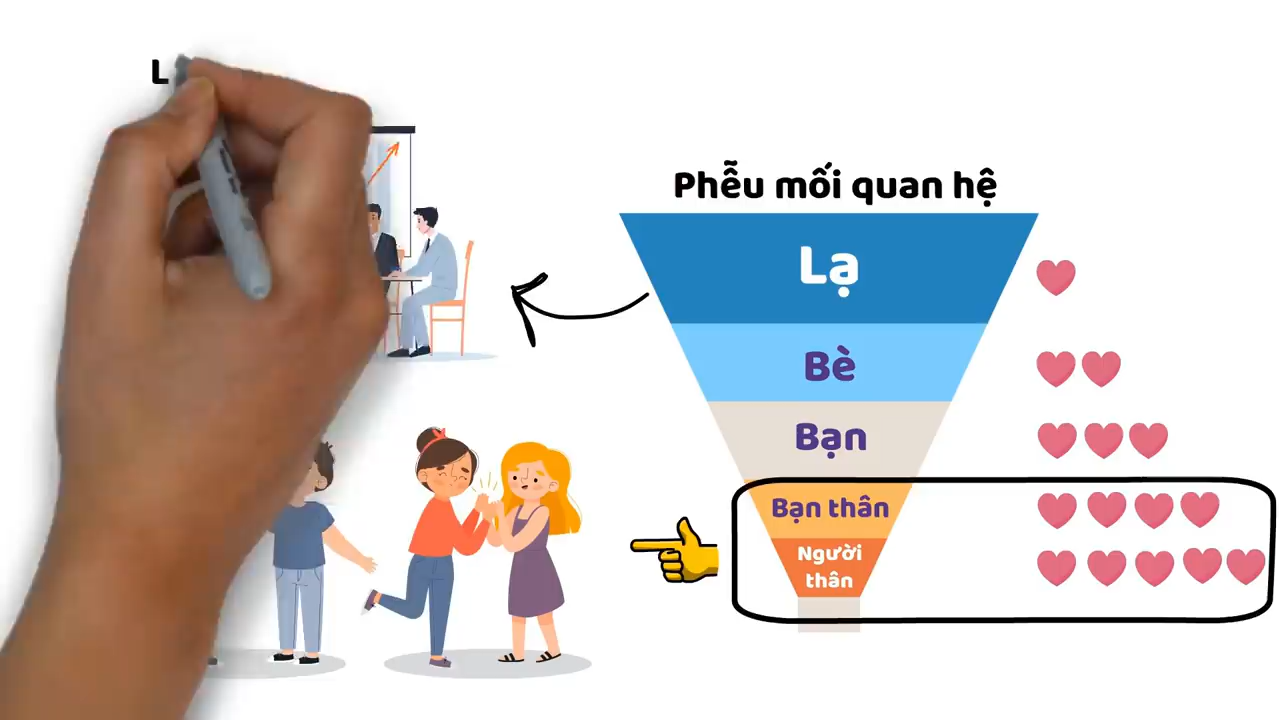 L
Phễu mối quan hệ
Lạ
Bè
Bạn
Bạn thân
Người
thân